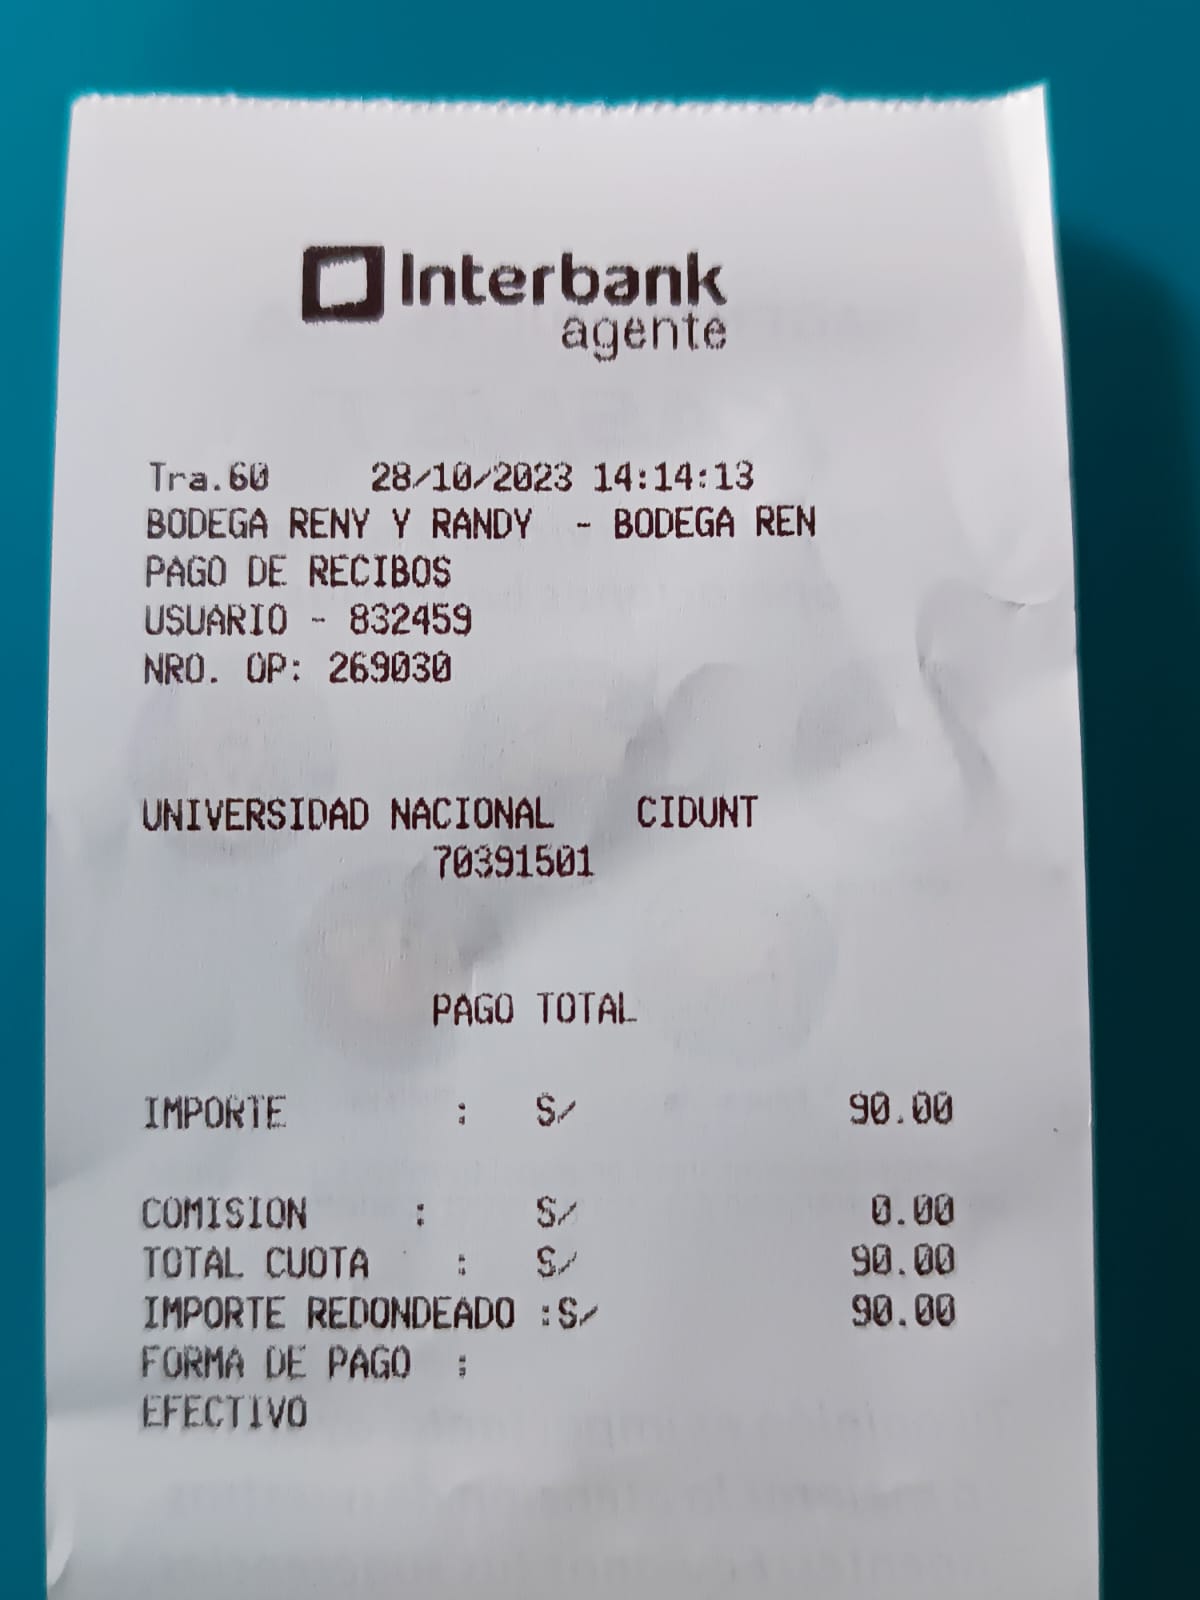 Interbank
agente
Tra.60 28/10/2023 14:14:13
BODEGA RENY Y RANDY - BODEGA REN
PAGO DE RECIBOS
USUARIO - 832459
NRO. OP: 269030
UNIVERSIDAD NACIONAL CIDUNT
70391501
PAGO TOTAL
IMPORTE : S/ 90.00
COMISION : S/ 0.00
TOTAL CUOTA : S/ 90.00
IMPORTE REDONDEADO :S/ 90.00
FORMA DE PAGO :
EFECTIVO